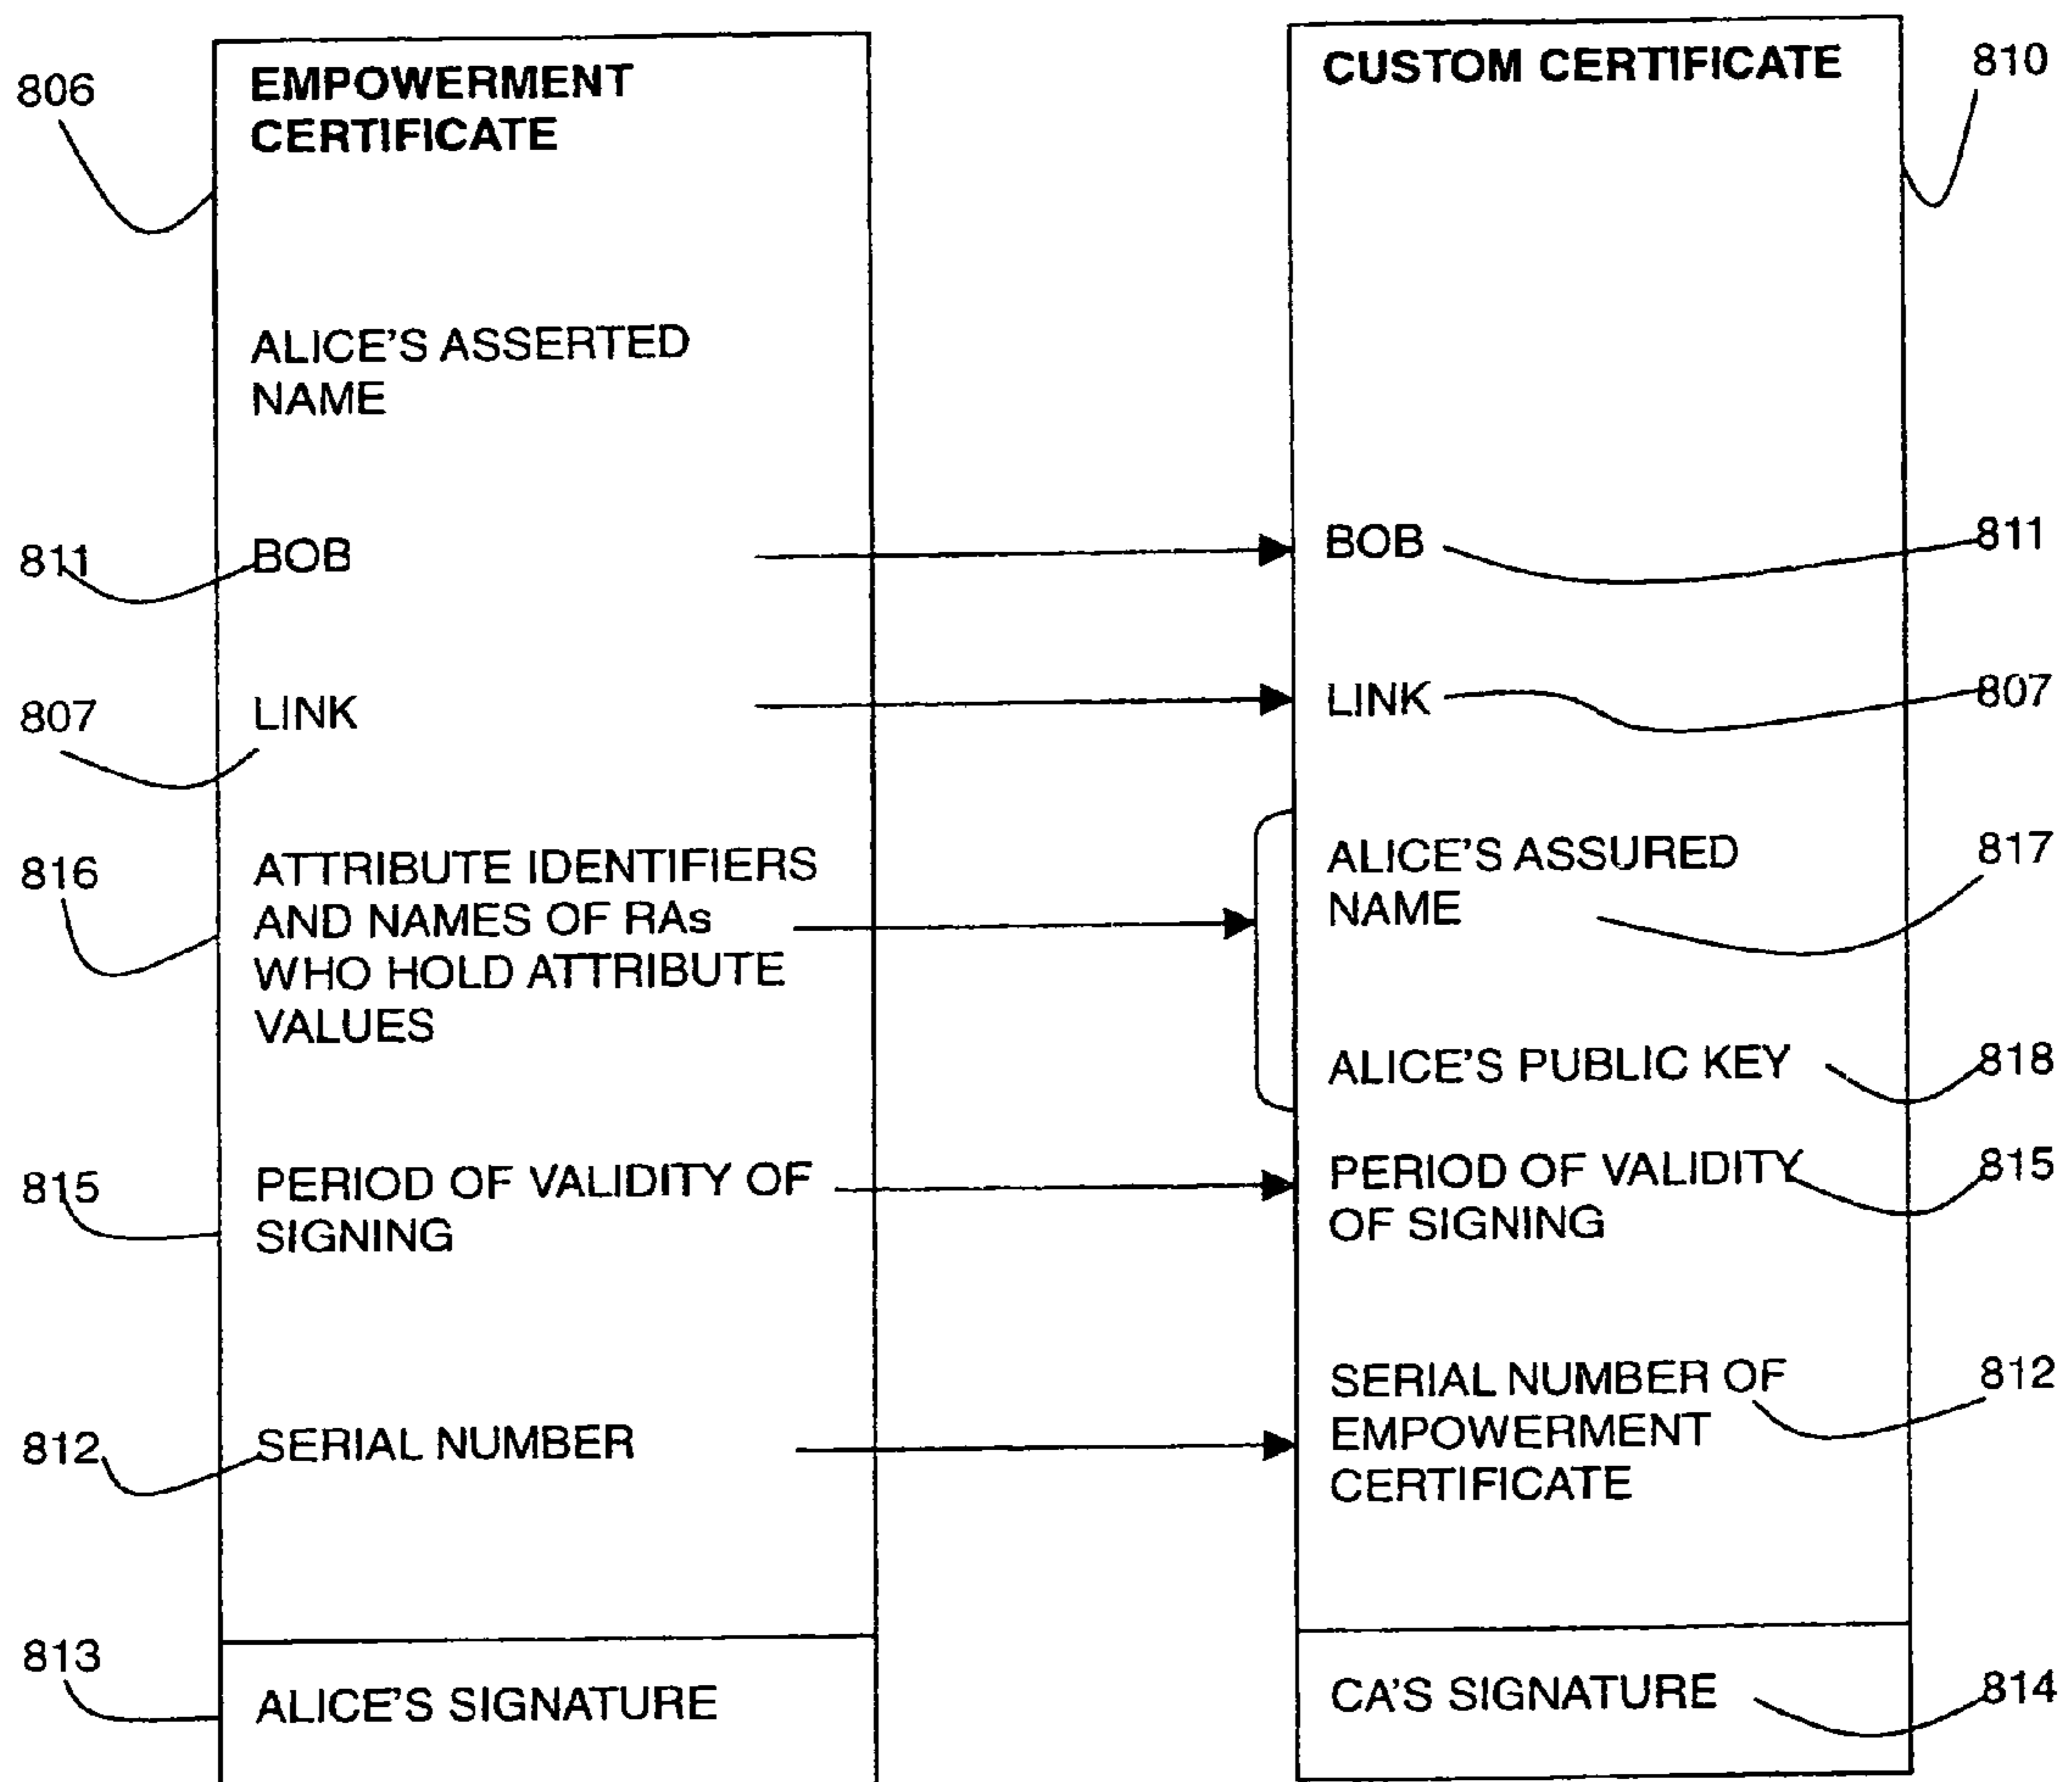 806
EMPOWERMENT
CERTIFICATE
ALICE'S ASSERTED
NAME
811
BOB
807
LINK
816
ATTRIBUTE IDENTIFIERS
AND NAMES OF RAs
WHO HOLD ATTRIBUTE
VALUES
815
PERIOD OF VALIDITY OF
SIGNING
812
SERIAL NUMBER
813
ALICE'S SIGNATURE
CUSTOM CERTIFICATE
810
BOB
811
LINK
807
ALICE'S ASSURED
NAME
817
ALICE'S PUBLIC KEY
818
PERIOD OF VALIDITY
OF SIGNING
815
SERIAL NUMBER OF
EMPOWERMENT
CERTIFICATE
812
CA'S SIGNATURE
814